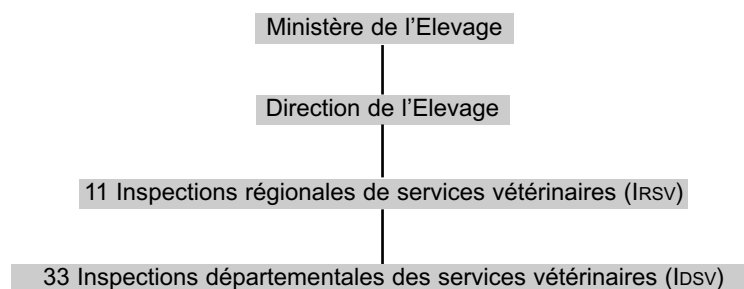 Ministère de l’Elevage
Direction de l’Elevage
11 Inspections régionales de services vétérinaires (IRSV)
33 Inspections départementales des services vétérinaires (IDSV)